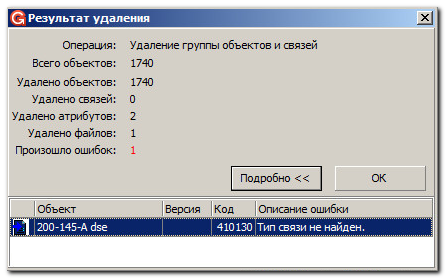 Результат удаления
Операция: Удаление группы объектов и связей
Всего объектов: 1740
Удалено объектов: 1740
Удалено связей: 0
Удалено атрибутов: 2
Удалено файлов: 1
Произошло ошибок: 1
Подробно << ОК
Объект Версия Код Описание ошибки
200-145-A dse 410130 Тип связи не найден.